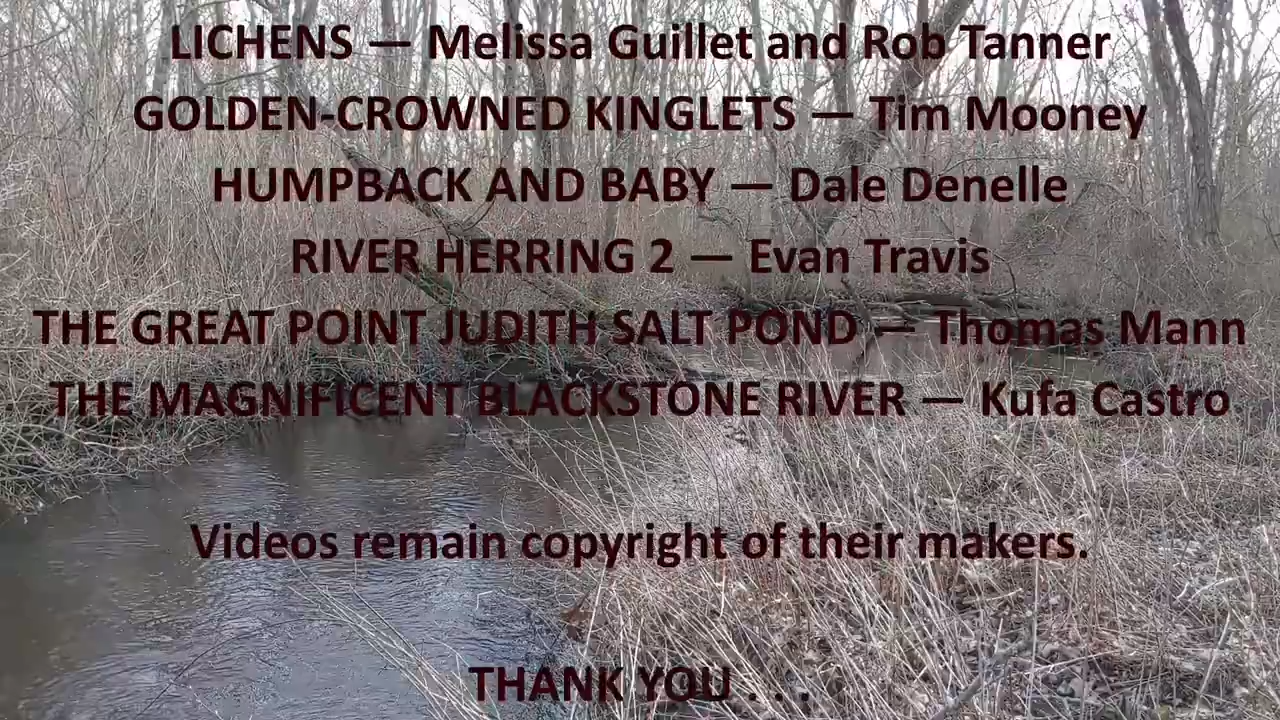 LICHENS — Melissa Guillet and Rob Tanner
GOLDEN-CROWNED KINGLETS — Tim Mooney
HUMPBACK AND BABY — Dale Denelle
RIVER HERRING 2 — Evan Travis
THE GREAT POINT JUDITH SALT POND — Thomas Mann
THE MAGNIFICENT BLACKSTONE RIVER — Kufa Castro
Videos remain copyright of their makers.
THANK YOU . . .